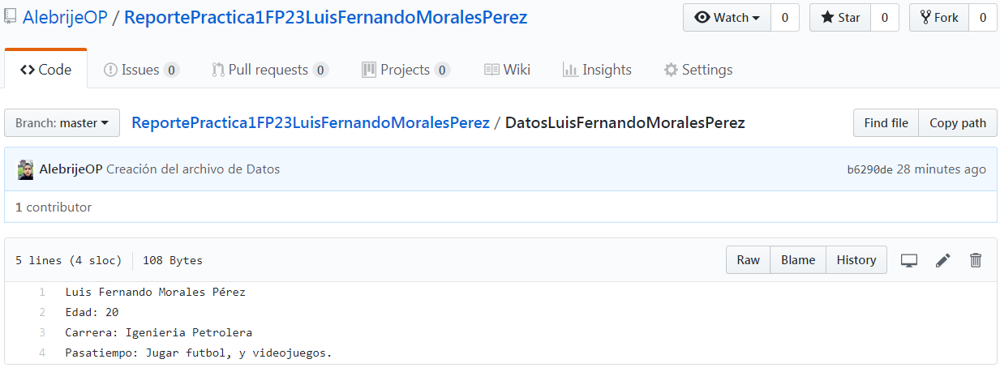 AlebrijeOP / ReportePractica1FP23LuisFernandoMoralesPerez Watch 0 Star 0 Fork 0
Code Issues 0 Pull requests 0 Projects 0 Wiki Insights Settings
Branch: master ReportePractica1FP23LuisFernandoMoralesPerez / DatosLuisFernandoMoralesPerez Find file Copy path
AlebrijeOP Creación del archivo de Datos b6290de 28 minutes ago
1 contributor
5 lines (4 sloc) 108 Bytes Raw Blame History
1 Luis Fernando Morales Pérez
2 Edad: 20
3 Carrera: Igenieria Petrolera
4 Pasatiempo: Jugar futbol, y videojuegos.